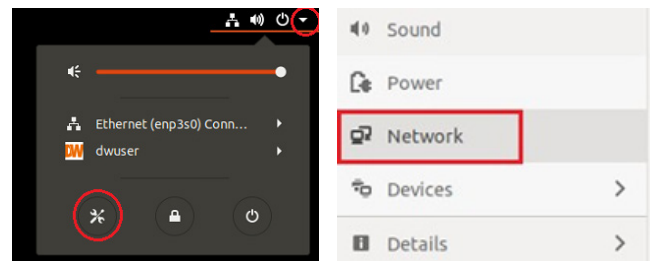 Ethernet (enp3s0) Conn...
DW dwuser
Sound
Power
Network
Devices
Details